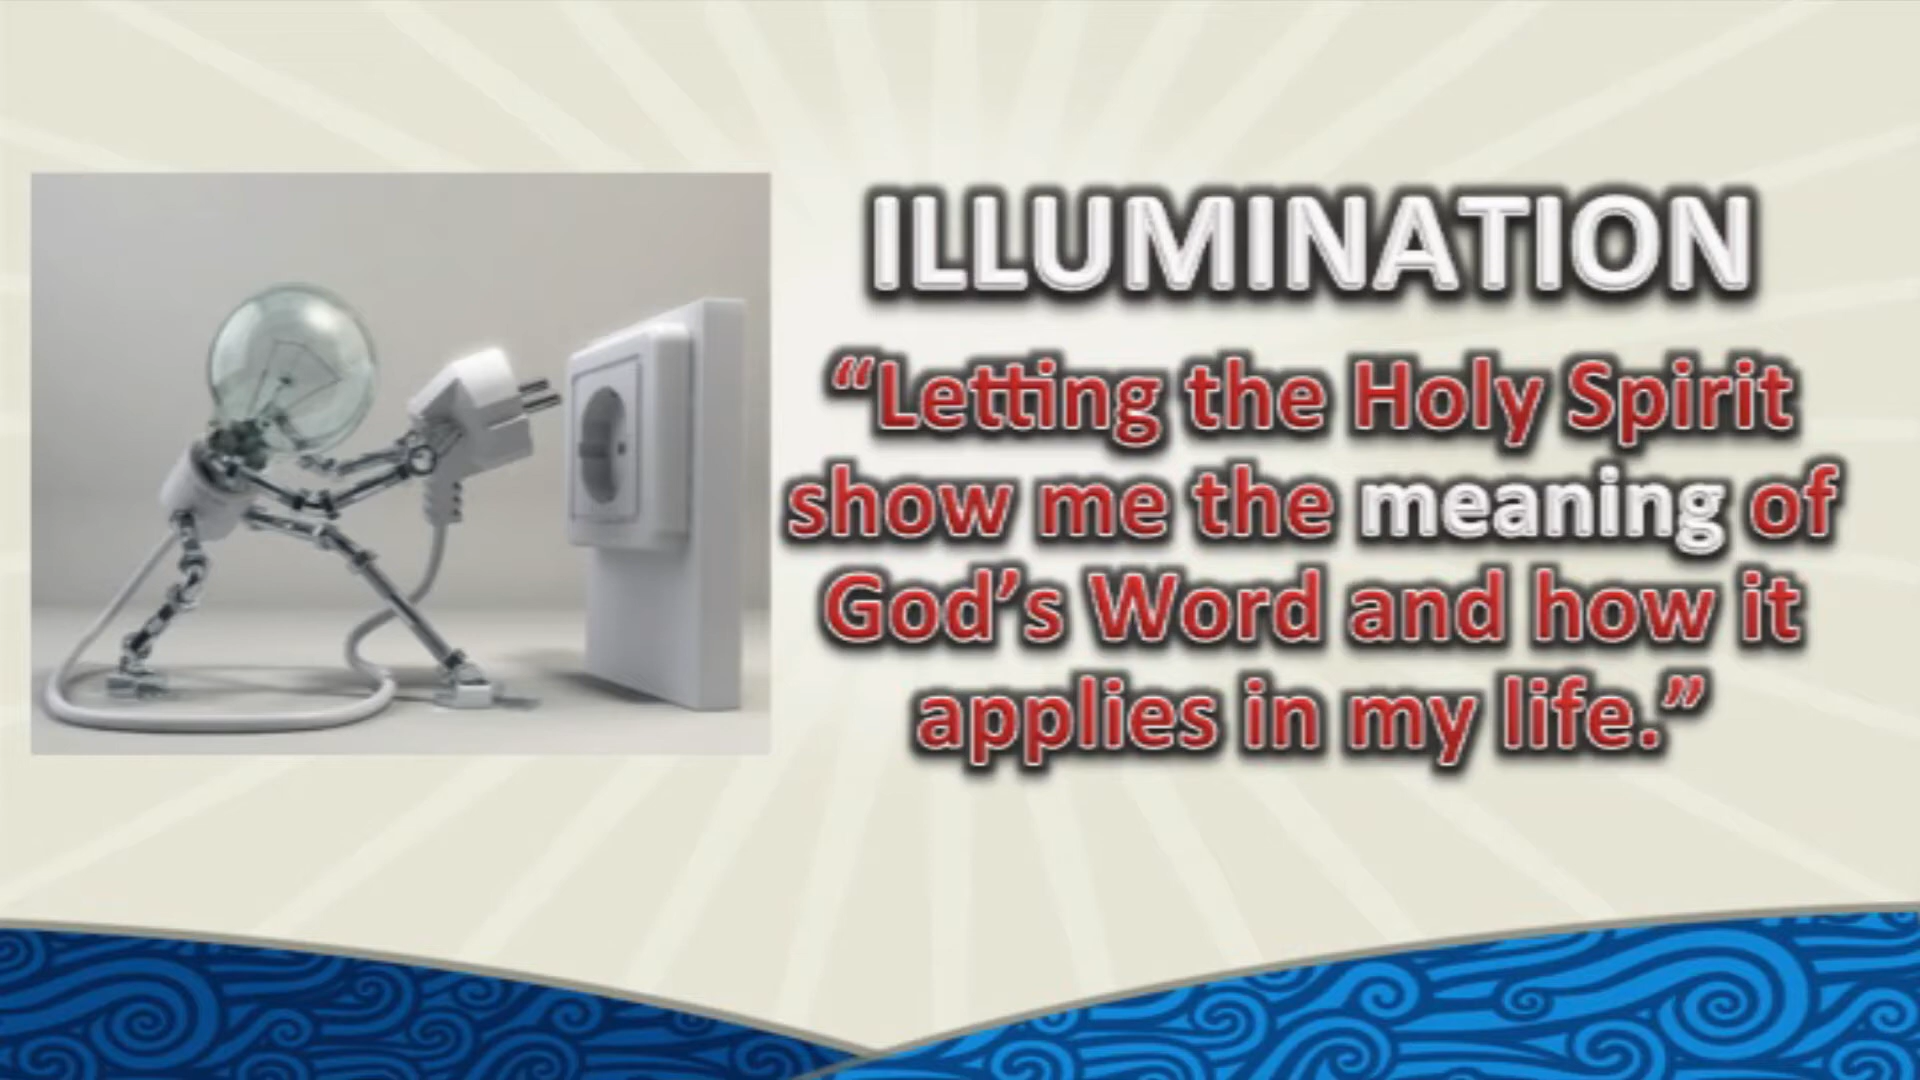 ILLUMINATION
“Letting the Holy Spirit
show me the meaning of
God’s Word and how it
applies in my life.”